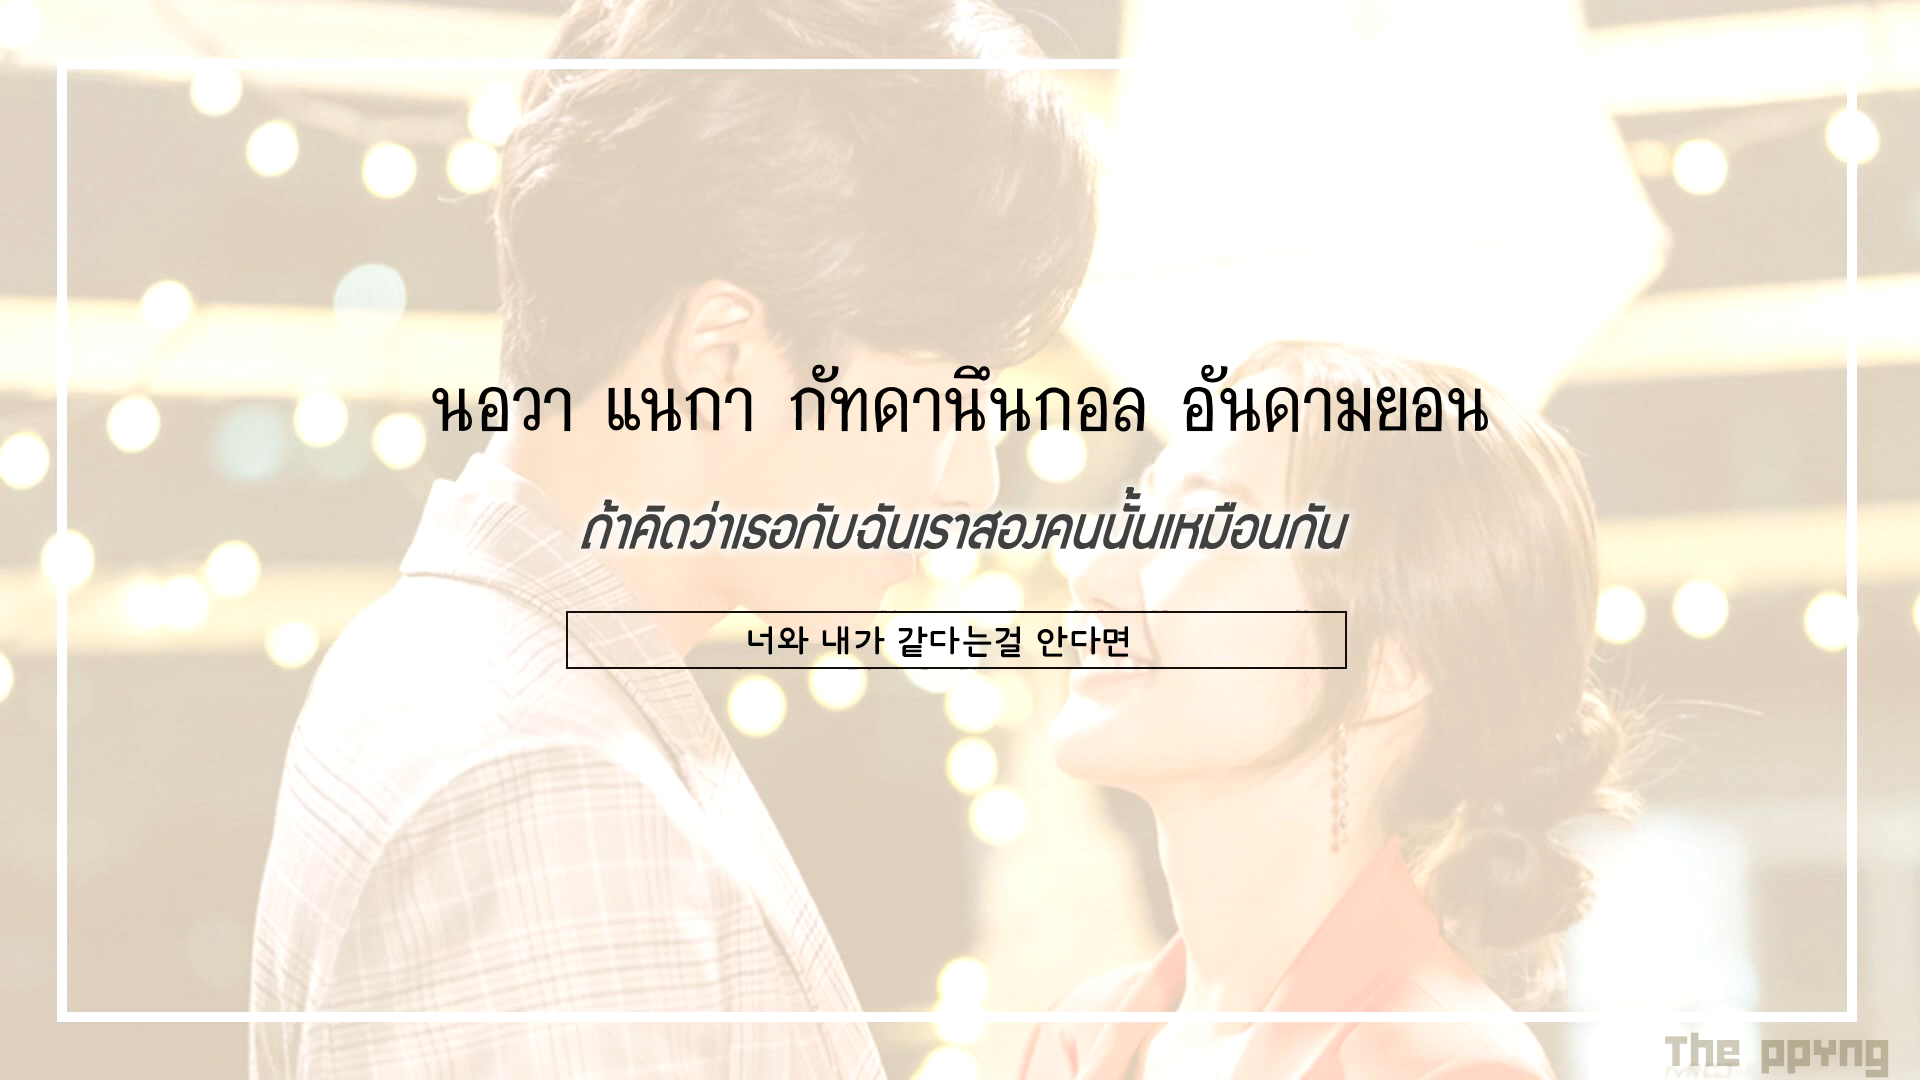 นอวา แนกา กัทดานึนกอล อันดามยอน
ถ้าคิดว่าเธอกับฉันเราสองคนนั้นเหมือนกัน
너와 내가 같다는걸 안다면
The ppyng